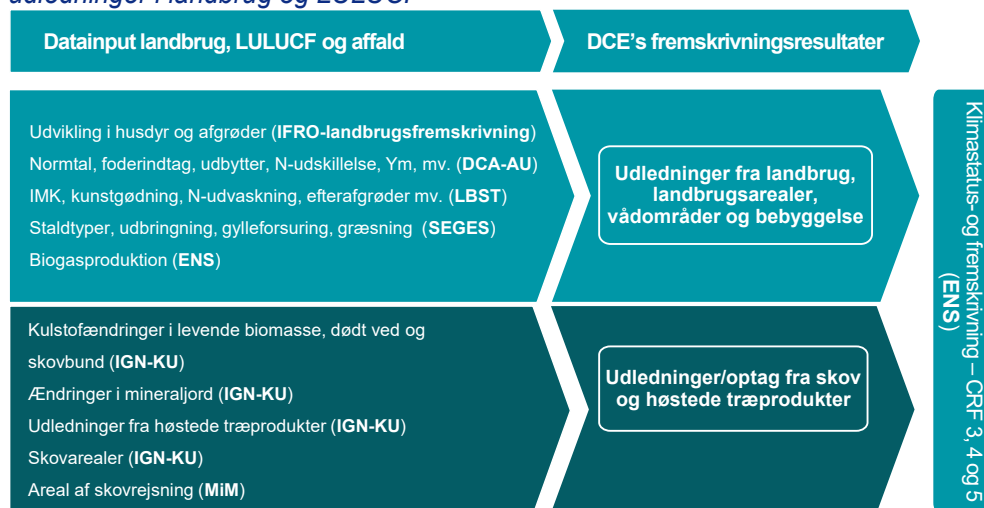 udledninger i landbrug og LULUCF
Datainput landbrug, LULUCF og affald
DCE's fremskrivningsresultater
Udvikling i husdyr og afgrøder (IFRO-landbrugsfremskrivning)
Normtal, foderindtag, udbytter, N-udskillelse, Ym, mv. (DCA-AU)
IMK, kunstgødning, N-udvaskning, efterafgrøder mv. (LBST)
Staldtyper, udbringning, gylleforsuring, græsning (SEGES)
Biogasproduktion (ENS)
Udledninger fra landbrug,
landbrugsarealer,
vådområder og bebyggelse
Kulstofændringer i levende biomasse, dødt ved og
skovbund (IGN-KU)
Ændringer i mineraljord (IGN-KU)
Udledninger fra høstede træprodukter (IGN-KU)
Skovarealer (IGN-KU)
Areal af skovrejsning (MiM)
Udledninger/optag fra skov
og høstede træprodukter
Klimastatus- og fremskrivning – CRF 3, 4 og 5
(ENS)